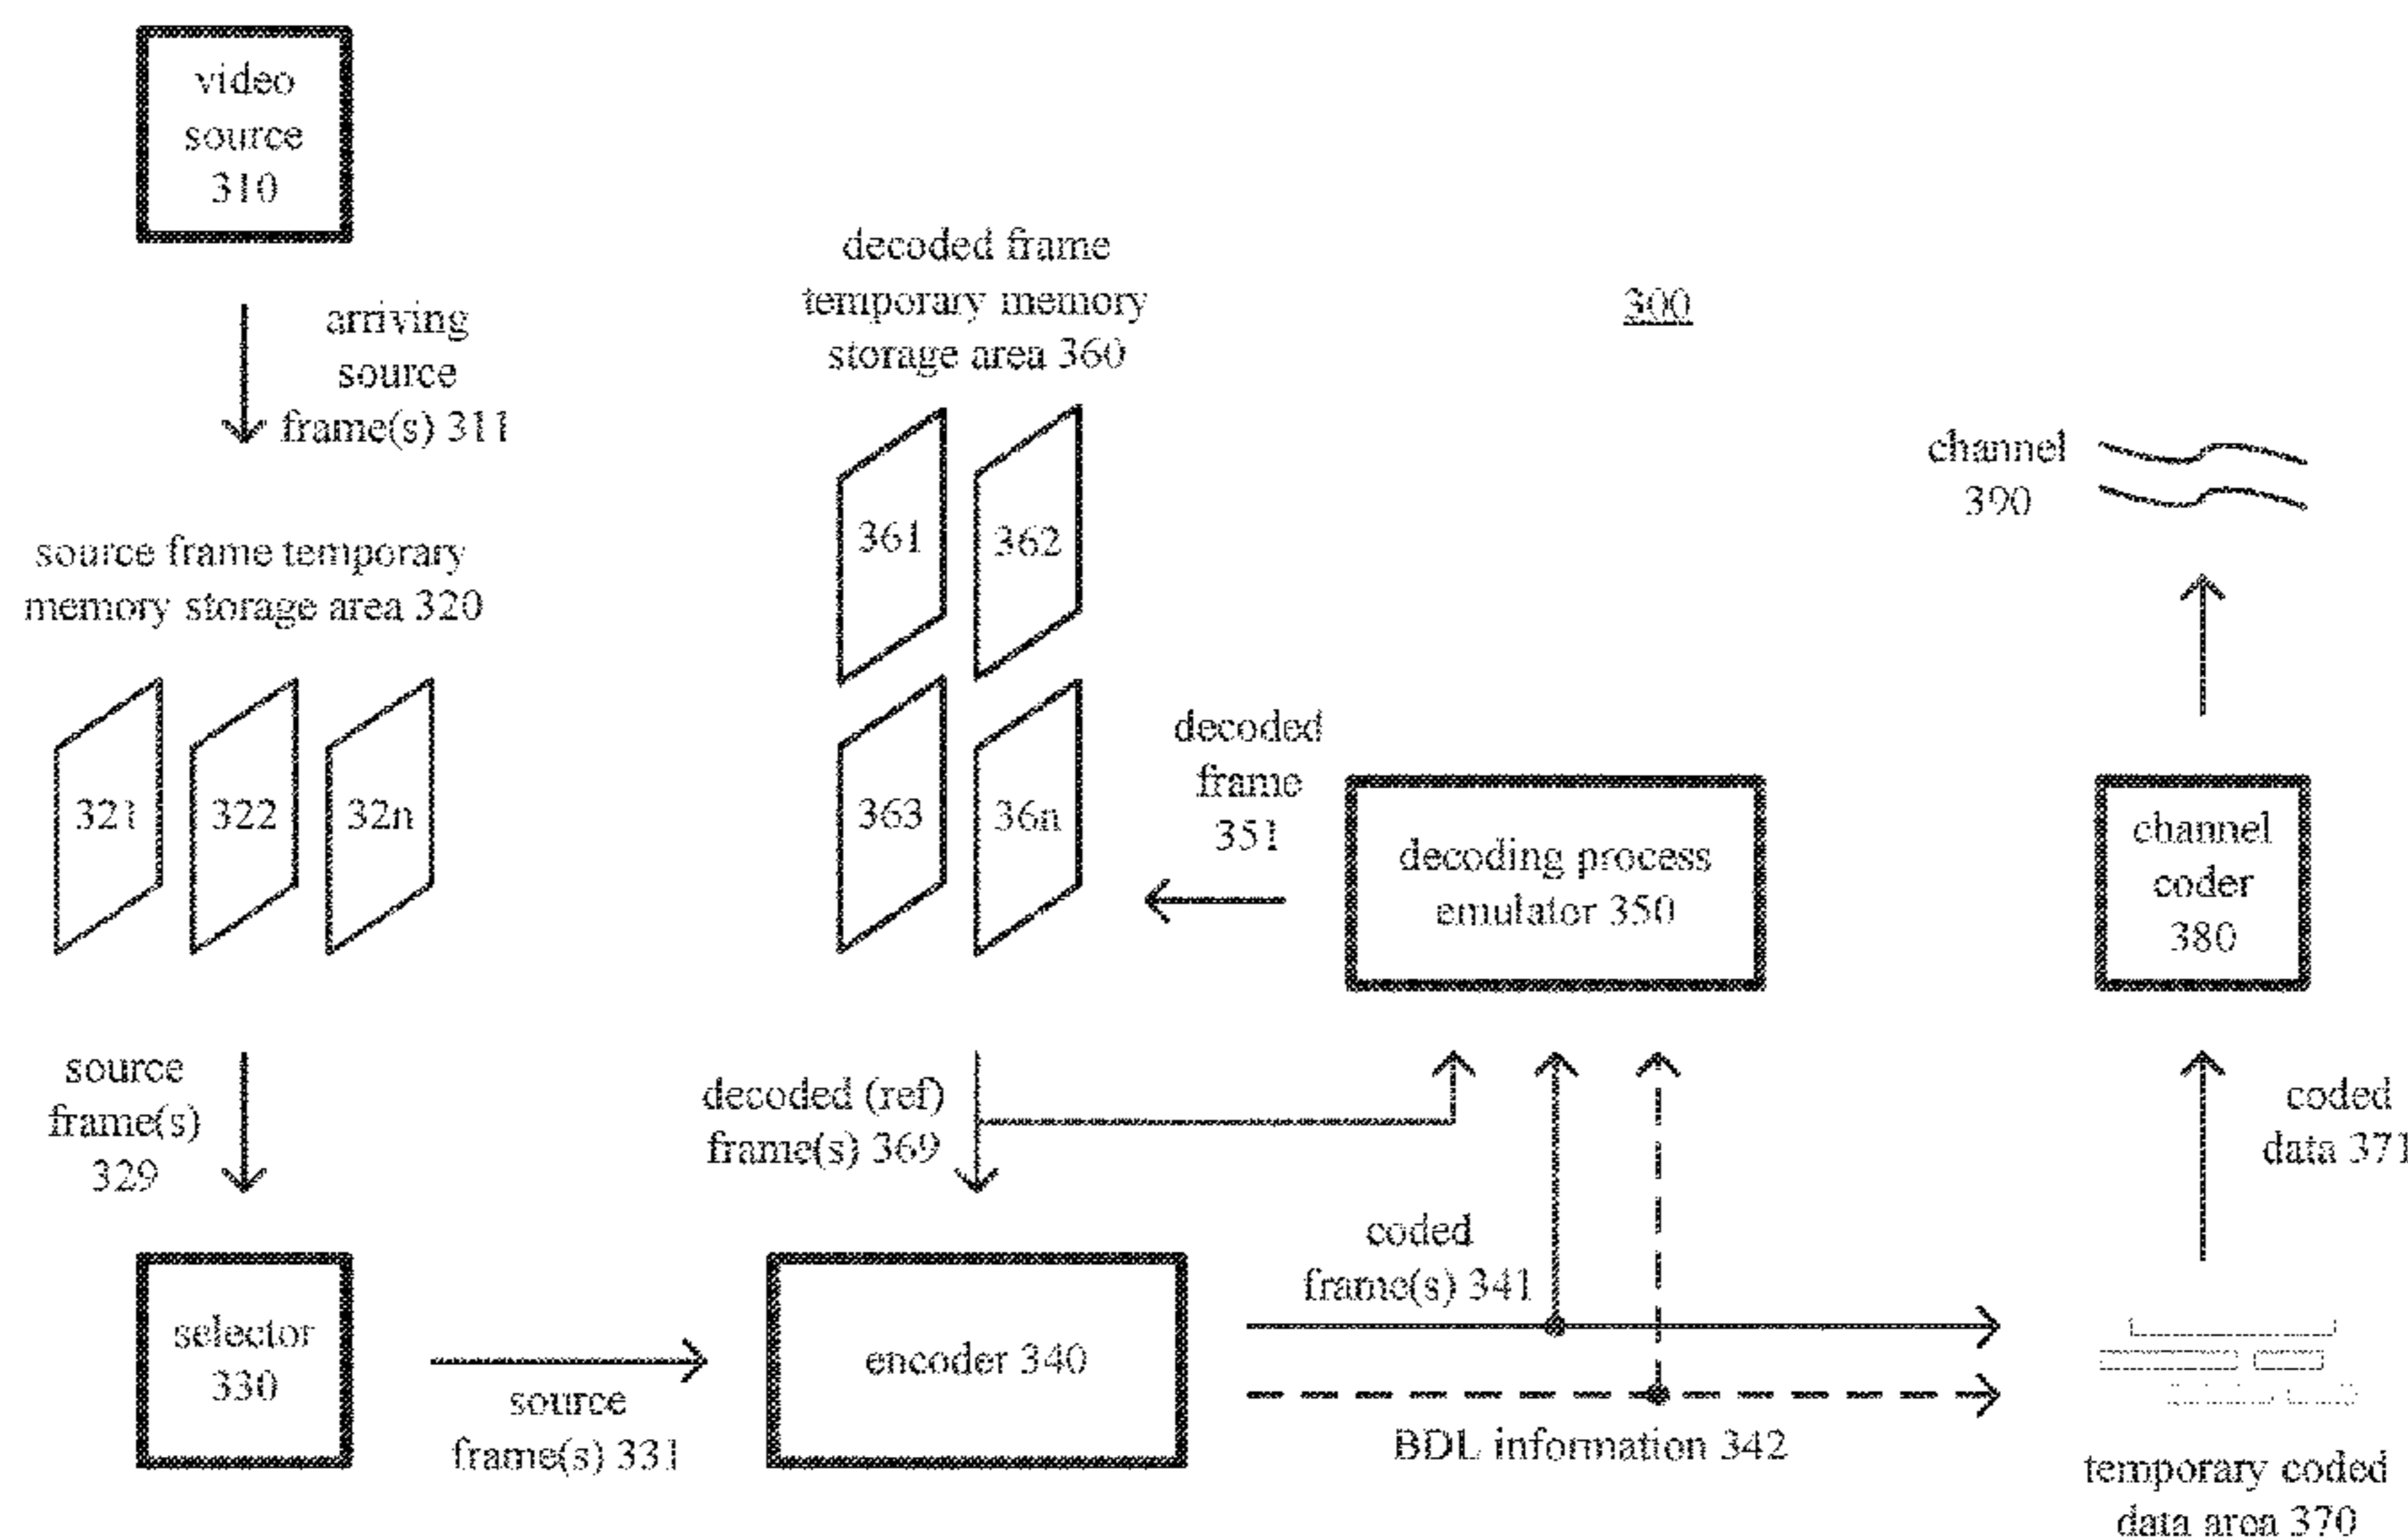 video
source
310
arriving
source
frame(s) 311
source frame temporary
memory storage area 320
321
322
32n
source
frame(s)
329
selector
330
source
frame(s) 331
decoded frame
temporary memory
storage area 360
361
362
363
36n
decoded
frame
351
decoded (ref)
frame(s) 369
encoder 340
300
decoding process
emulator 350
coded
frame(s) 341
BDL information 342
channel
390
channel
coder
380
coded
data 371
temporary coded
data area 370